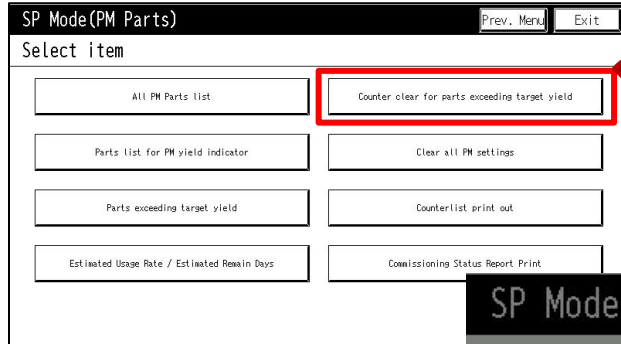 SP Mode(PM Parts)
Prev. Menu
Exit
Select item
All PM Parts list
Counter clear for parts exceeding target yield
Parts list for PM yield indicator
Clear all PM settings
Parts exceeding target yield
Counterlist print out
Estimated Usage Rate / Estimated Remain Days
Commissioning Status Report Print
SP Mode